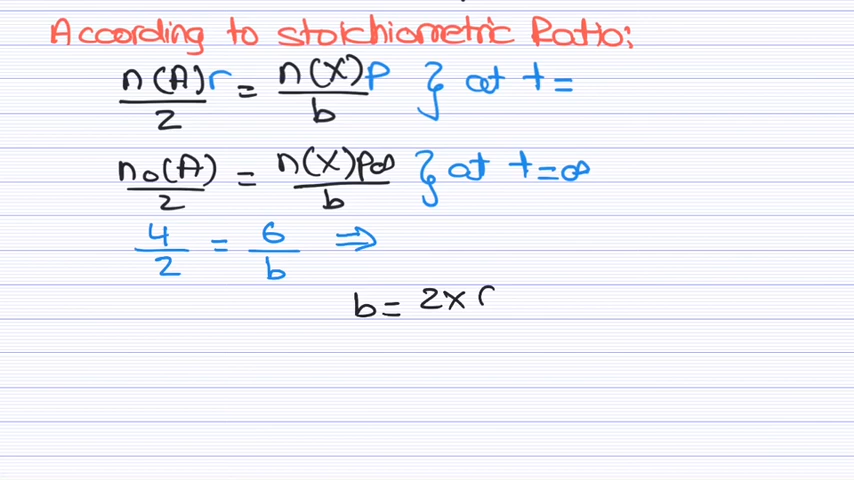 According to stoichiometric Ratio:
n(A)r/2 = n(X)p/b } at t=
n₀(A)/2 = n(X)p∞/b } at t=∞
4/2 = 6/b ⇒
b= 2×